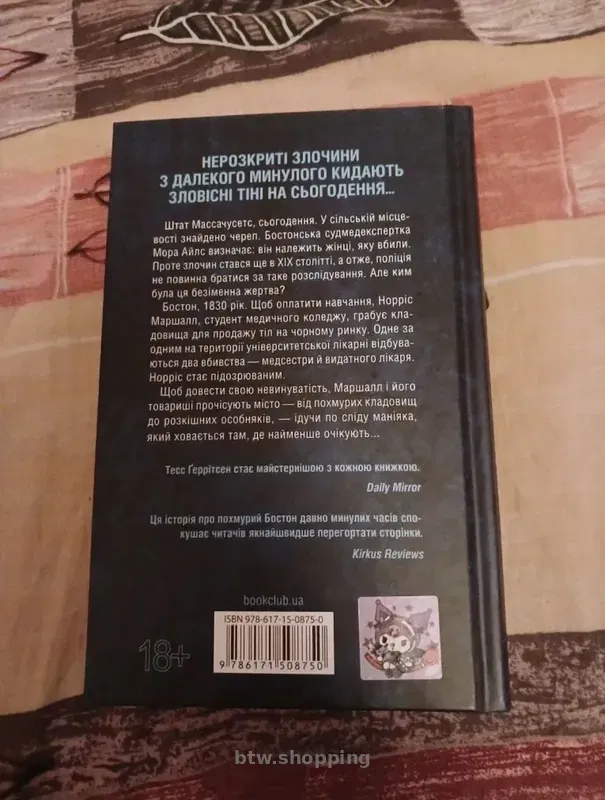 НЕРОЗКРИТІ ЗЛОЧИНИ
З ДАЛЕКОГО МИНУЛОГО КИДАЮТЬ
ЗЛОВІСНІ ТІНІ НА СЬОГОДЕННЯ...
Штат Массачусетс, сьогодення. У сільській місце-
вості знайдено череп. Бостонська судмедекспертка
Мора Айлс визначає: він належить жінці, яку вбили.
Проте злочин стався ще в XIX столітті, а отже, поліція
не повинна братися за таке розслідування. Але ким
була ця безіменна жертва?
Бостон, 1830 рік. Щоб оплатити навчання, Норріс
Маршалл, студент медичного коледжу, грабує кла-
довища для продажу тіл на чорному ринку. Одне за
одним на території університетської лікарні відбува-
ються два вбивства — медсестри й видатного лікаря.
Норріс стає підозрюваним.
Щоб довести свою невинуватість, Маршалл і його
товариші прочісують місто — від похмурих кладовищ
до розкішних особняків, — ідучи по сліду маніяка,
який ховається там, де найменше очікують...
Тесс Ґеррітсен стає майстернішою з кожною книжкою.
Daily Mirror
Ця історія про похмурий Бостон давно минулих часів спо-
кушає читачів якнайшвидше перегортати сторінки.
Kirkus Reviews
bookclub.ua
ISBN 978-617-15-0875-0
18+
9 786171 508750
btw.shopping